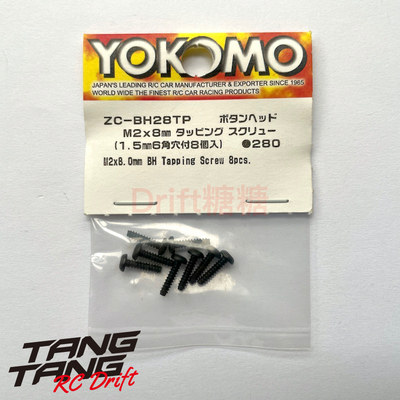 YOKOMO
JAPAN'S LEADING R/C CAR MANUFACTURER & EXPORTER SINCE 1965
WORLD WIDE THE FINEST R/C CAR RACING PRODUCTS
ZC-BH28TP ボタンヘッド
M2x8mm タッピング スクリュー
(1.5mm6角穴付8個入) ●280
M2x8.0mm BH Tapping Screw 8pcs.
Drift糖糖
TANG
TANG
RC Drift